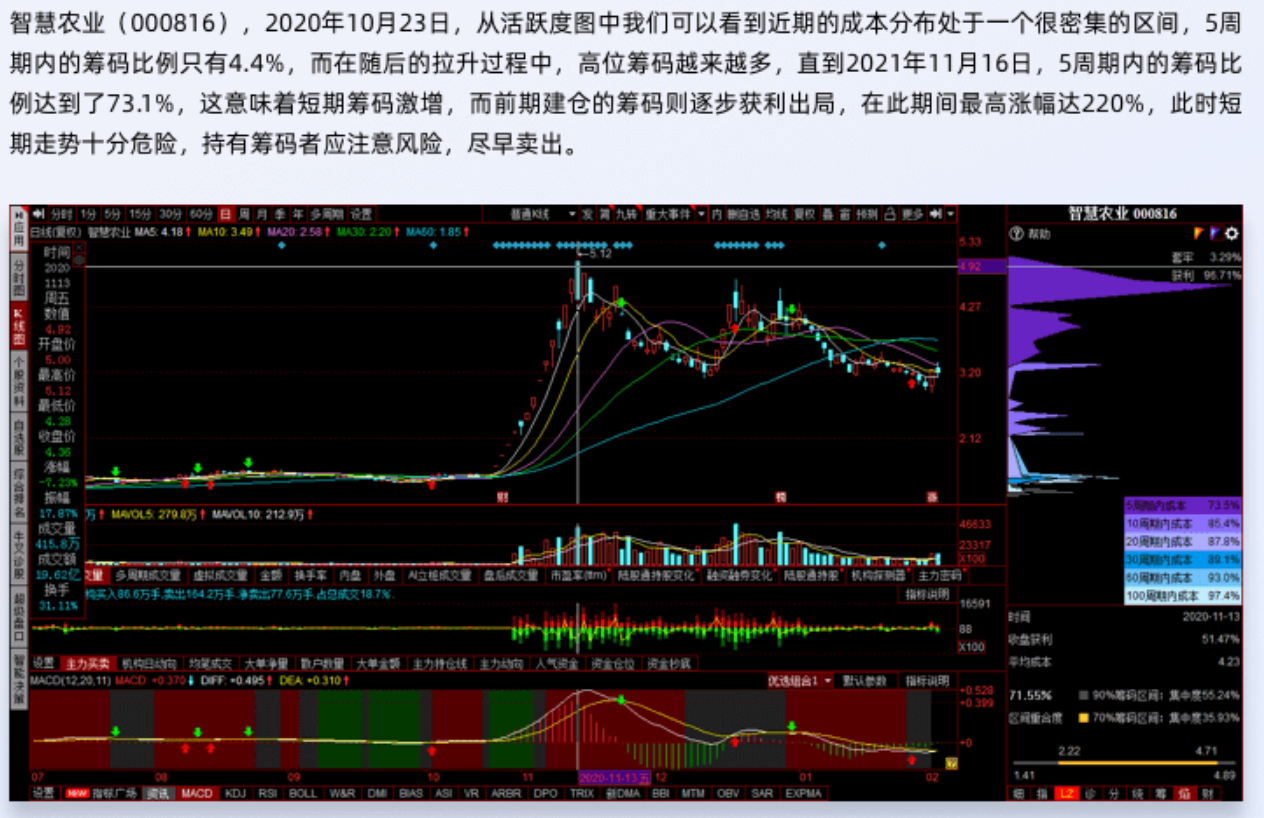 智慧农业（000816），2020年10月23日，从活跃度图中我们可以看到近期的成本分布处于一个很密集的区间，5周
期内的筹码比例只有4.4%，而在随后的拉升过程中，高位筹码越来越多，直到2021年11月16日，5周期内的筹码比
例达到了73.1%，这意味着短期筹码激增，而前期建仓的筹码则逐步获利出局，在此期间最高涨幅达220%，此时短
期走势十分危险，持有筹码者应注意风险，尽早卖出。
分时 1分 5分 15分 30分 60分 日 周 月 季 年 多周期 设置
普通K线 发 简 九转 重大事件 内 删自选 均线 复权 叠 窗 预测 更多
智慧农业 000816
日线(复权) 智慧农业 MA5: 4.18 MA10: 3.49 MA20: 2.58 MA30: 2.20 MA60: 1.85
帮助
套牢 3.29%
获利 96.71%
应用
分时图
K线图
个股资料
自选股
综合排名
牛叉诊股
超级盘口
智能决策
时间
2020
1113
周五
数值
4.92
开盘价
5.00
最高价
5.12
最低价
4.28
收盘价
4.36
涨幅
-7.23%
振幅
17.87%
成交量
415.8万
成交额
19.62亿
换手
31.11%
5.12
5.33
4.92
4.27
3.20
2.12
财
榜
涨
5周期内成本 73.5%
10周期内成本 85.4%
20周期内成本 87.8%
30周期内成本 89.1%
60周期内成本 93.0%
100周期内成本 97.4%
万 MAVOL5: 279.8万 MAVOL10: 212.9万
46633
23317
X100
量 多周期成交量 虚拟成交量 金额 换手率 内盘 外盘 AI立桩成交量 盘后成交量 市盈率(ttm) 陆股通持股变化 融资融券变化 陆股通持股 机构探测器 主力密码
构买入86.6万手,卖出164.2万手,净卖出77.6万手,占总成交18.7%.
指标说明
16591
88
X100
时间 2020-11-13
收盘获利 51.47%
平均成本 4.23
设置 主力买卖 机构日动向 均笔成交 大单净量 散户数量 大单金额 主力持仓线 主力动向 人气资金 资金仓位 资金抄底
MACD(12,20,11) MACD: +0.370 DIFF: +0.495 DEA: +0.310
优选组合1 默认参数 指标说明
+0.528
+0.399
+0
71.55% 90%筹码区间: 集中度55.24%
区间重合度 70%筹码区间: 集中度35.93%
2.22 4.71
1.41 4.89
07 08 09 10 11 2020-11-13五 12 01 02
设置 NEW 指标广场 资讯 MACD KDJ RSI BOLL W&R DMI BIAS ASI VR ARBR DPO TRIX 新DMA BBI MTM OBV SAR EXPMA
细 指 L2 诊 分 统 筹 焰 财